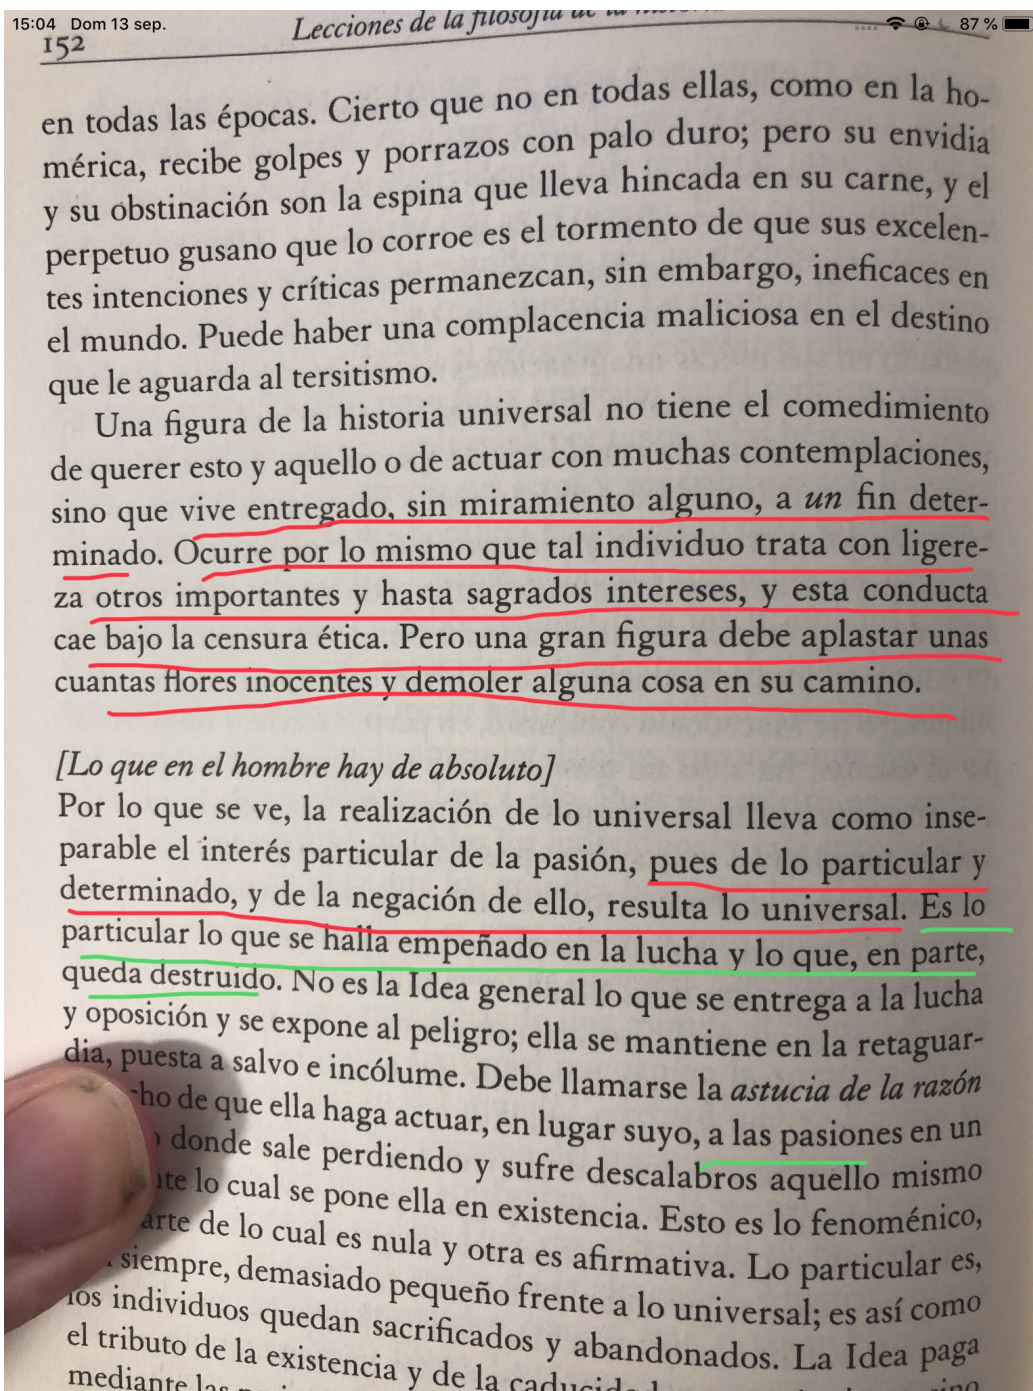 15:04 Dom 13 sep.
87 %
152
Lecciones de la filosofía de la
en todas las épocas. Cierto que no en todas ellas, como en la ho-
mérica, recibe golpes y porrazos con palo duro; pero su envidia
y su obstinación son la espina que lleva hincada en su carne, y el
perpetuo gusano que lo corroe es el tormento de que sus excelen-
tes intenciones y críticas permanezcan, sin embargo, ineficaces en
el mundo. Puede haber una complacencia maliciosa en el destino
que le aguarda al tersitismo.
Una figura de la historia universal no tiene el comedimiento
de querer esto y aquello o de actuar con muchas contemplaciones,
sino que vive entregado, sin miramiento alguno, a un fin deter-
minado. Ocurre por lo mismo que tal individuo trata con ligere-
za otros importantes y hasta sagrados intereses, y esta conducta
cae bajo la censura ética. Pero una gran figura debe aplastar unas
cuantas flores inocentes y demoler alguna cosa en su camino.
[Lo que en el hombre hay de absoluto]
Por lo que se ve, la realización de lo universal lleva como inse-
parable el interés particular de la pasión, pues de lo particular y
determinado, y de la negación de ello, resulta lo universal. Es lo
particular lo que se halla empeñado en la lucha y lo que, en parte,
queda destruido. No es la Idea general lo que se entrega a la lucha
y oposición y se expone al peligro; ella se mantiene en la retaguar-
dia, puesta a salvo e incólume. Debe llamarse la astucia de la razón
de que ella haga actuar, en lugar suyo, a las pasiones en un
donde sale perdiendo y sufre descalabros aquello mismo
lo cual se pone ella en existencia. Esto es lo fenoménico,
de lo cual es nula y otra es afirmativa. Lo particular es,
siempre, demasiado pequeño frente a lo universal; es así como
los individuos quedan sacrificados y abandonados. La Idea paga
el tributo de la existencia y de la caducidad
mediante las